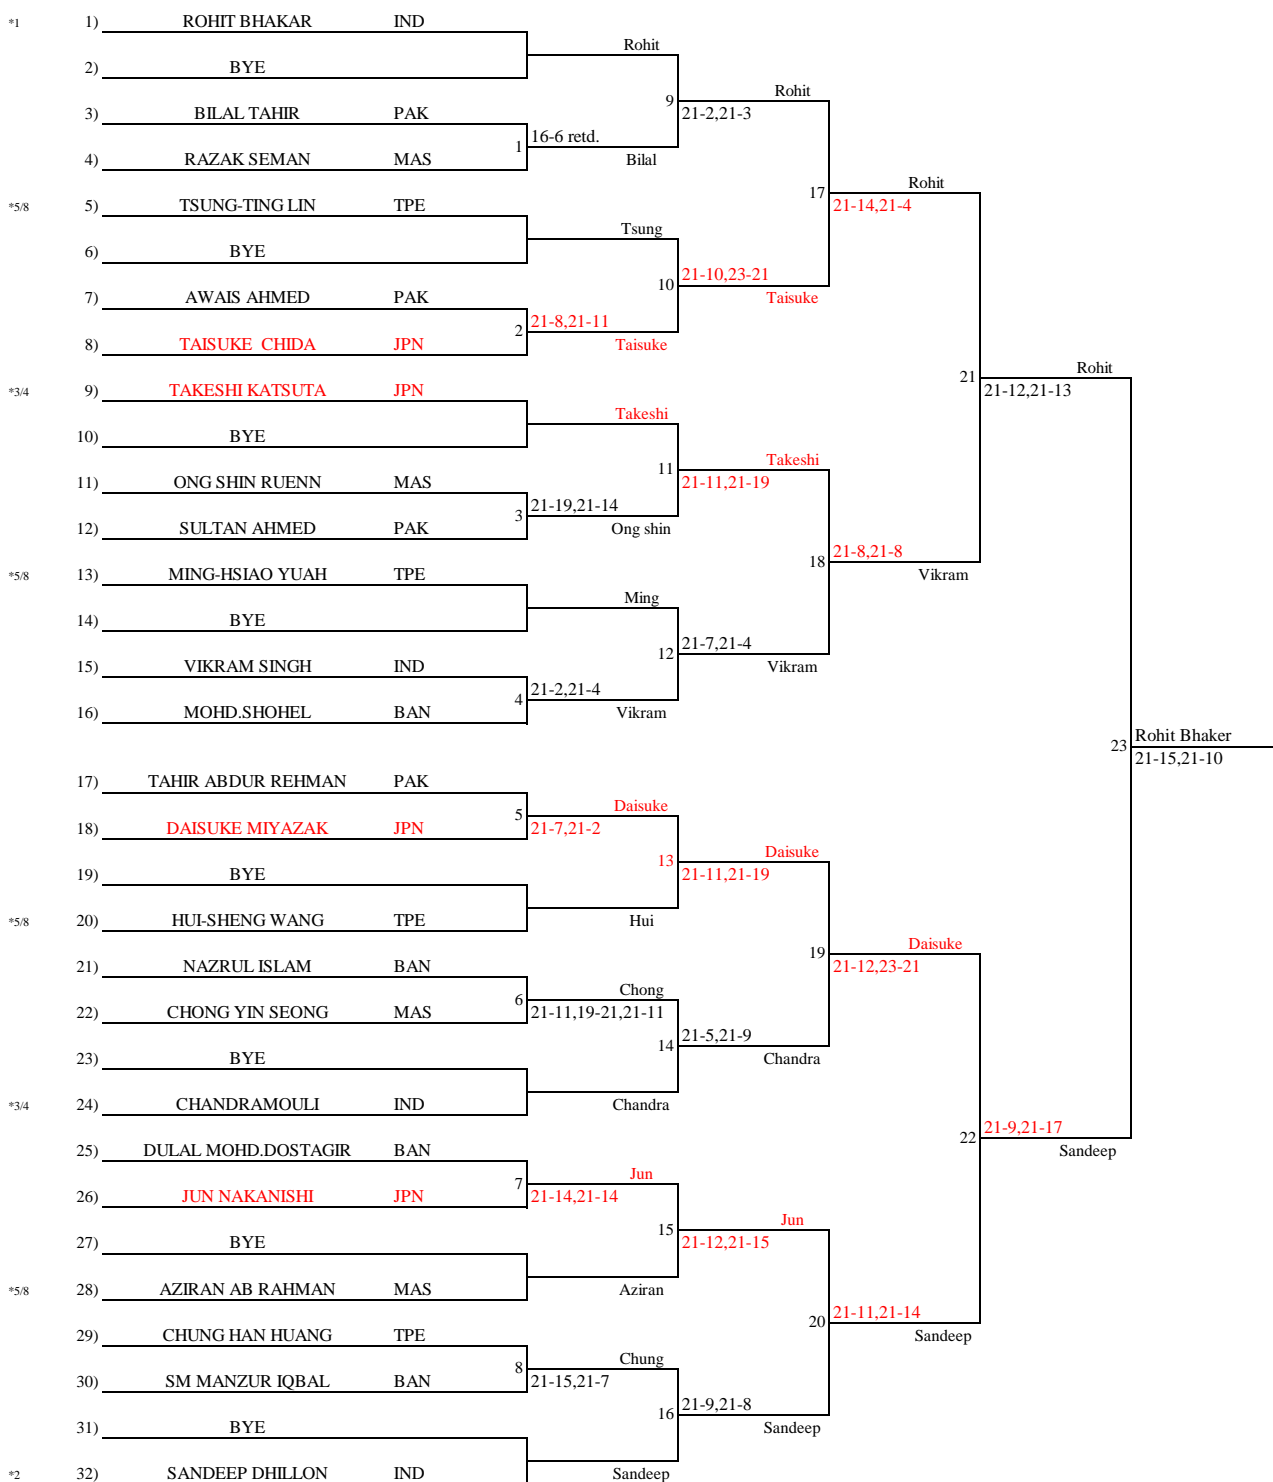 *1 1) ROHIT BHAKAR IND
Rohit
2) BYE
9 Rohit
21-2,21-3
3) BILAL TAHIR PAK
1 16-6 retd.
Bilal
4) RAZAK SEMAN MAS
17 Rohit
21-14,21-4
*5/8 5) TSUNG-TING LIN TPE
Tsung
6) BYE
10 21-10,23-21
Taisuke
7) AWAIS AHMED PAK
2 21-8,21-11
Taisuke
8) TAISUKE CHIDA JPN
21 Rohit
21-12,21-13
*3/4 9) TAKESHI KATSUTA JPN
Takeshi
10) BYE
11 Takeshi
21-11,21-19
11) ONG SHIN RUENN MAS
3 21-19,21-14
Ong shin
12) SULTAN AHMED PAK
18 21-8,21-8
Vikram
*5/8 13) MING-HSIAO YUAH TPE
Ming
14) BYE
12 21-7,21-4
Vikram
15) VIKRAM SINGH IND
4 21-2,21-4
Vikram
16) MOHD.SHOHEL BAN
23 Rohit Bhaker
21-15,21-10
17) TAHIR ABDUR REHMAN PAK
5 Daisuke
21-7,21-2
18) DAISUKE MIYAZAK JPN
13 Daisuke
21-11,21-19
19) BYE
Hui
*5/8 20) HUI-SHENG WANG TPE
19 Daisuke
21-12,23-21
21) NAZRUL ISLAM BAN
6 Chong
21-11,19-21,21-11
22) CHONG YIN SEONG MAS
14 21-5,21-9
Chandra
23) BYE
Chandra
*3/4 24) CHANDRAMOULI IND
22 21-9,21-17
Sandeep
25) DULAL MOHD.DOSTAGIR BAN
7 Jun
21-14,21-14
26) JUN NAKANISHI JPN
15 Jun
21-12,21-15
27) BYE
Aziran
*5/8 28) AZIRAN AB RAHMAN MAS
20 21-11,21-14
Sandeep
29) CHUNG HAN HUANG TPE
8 Chung
21-15,21-7
30) SM MANZUR IQBAL BAN
16 21-9,21-8
Sandeep
31) BYE
Sandeep
*2 32) SANDEEP DHILLON IND